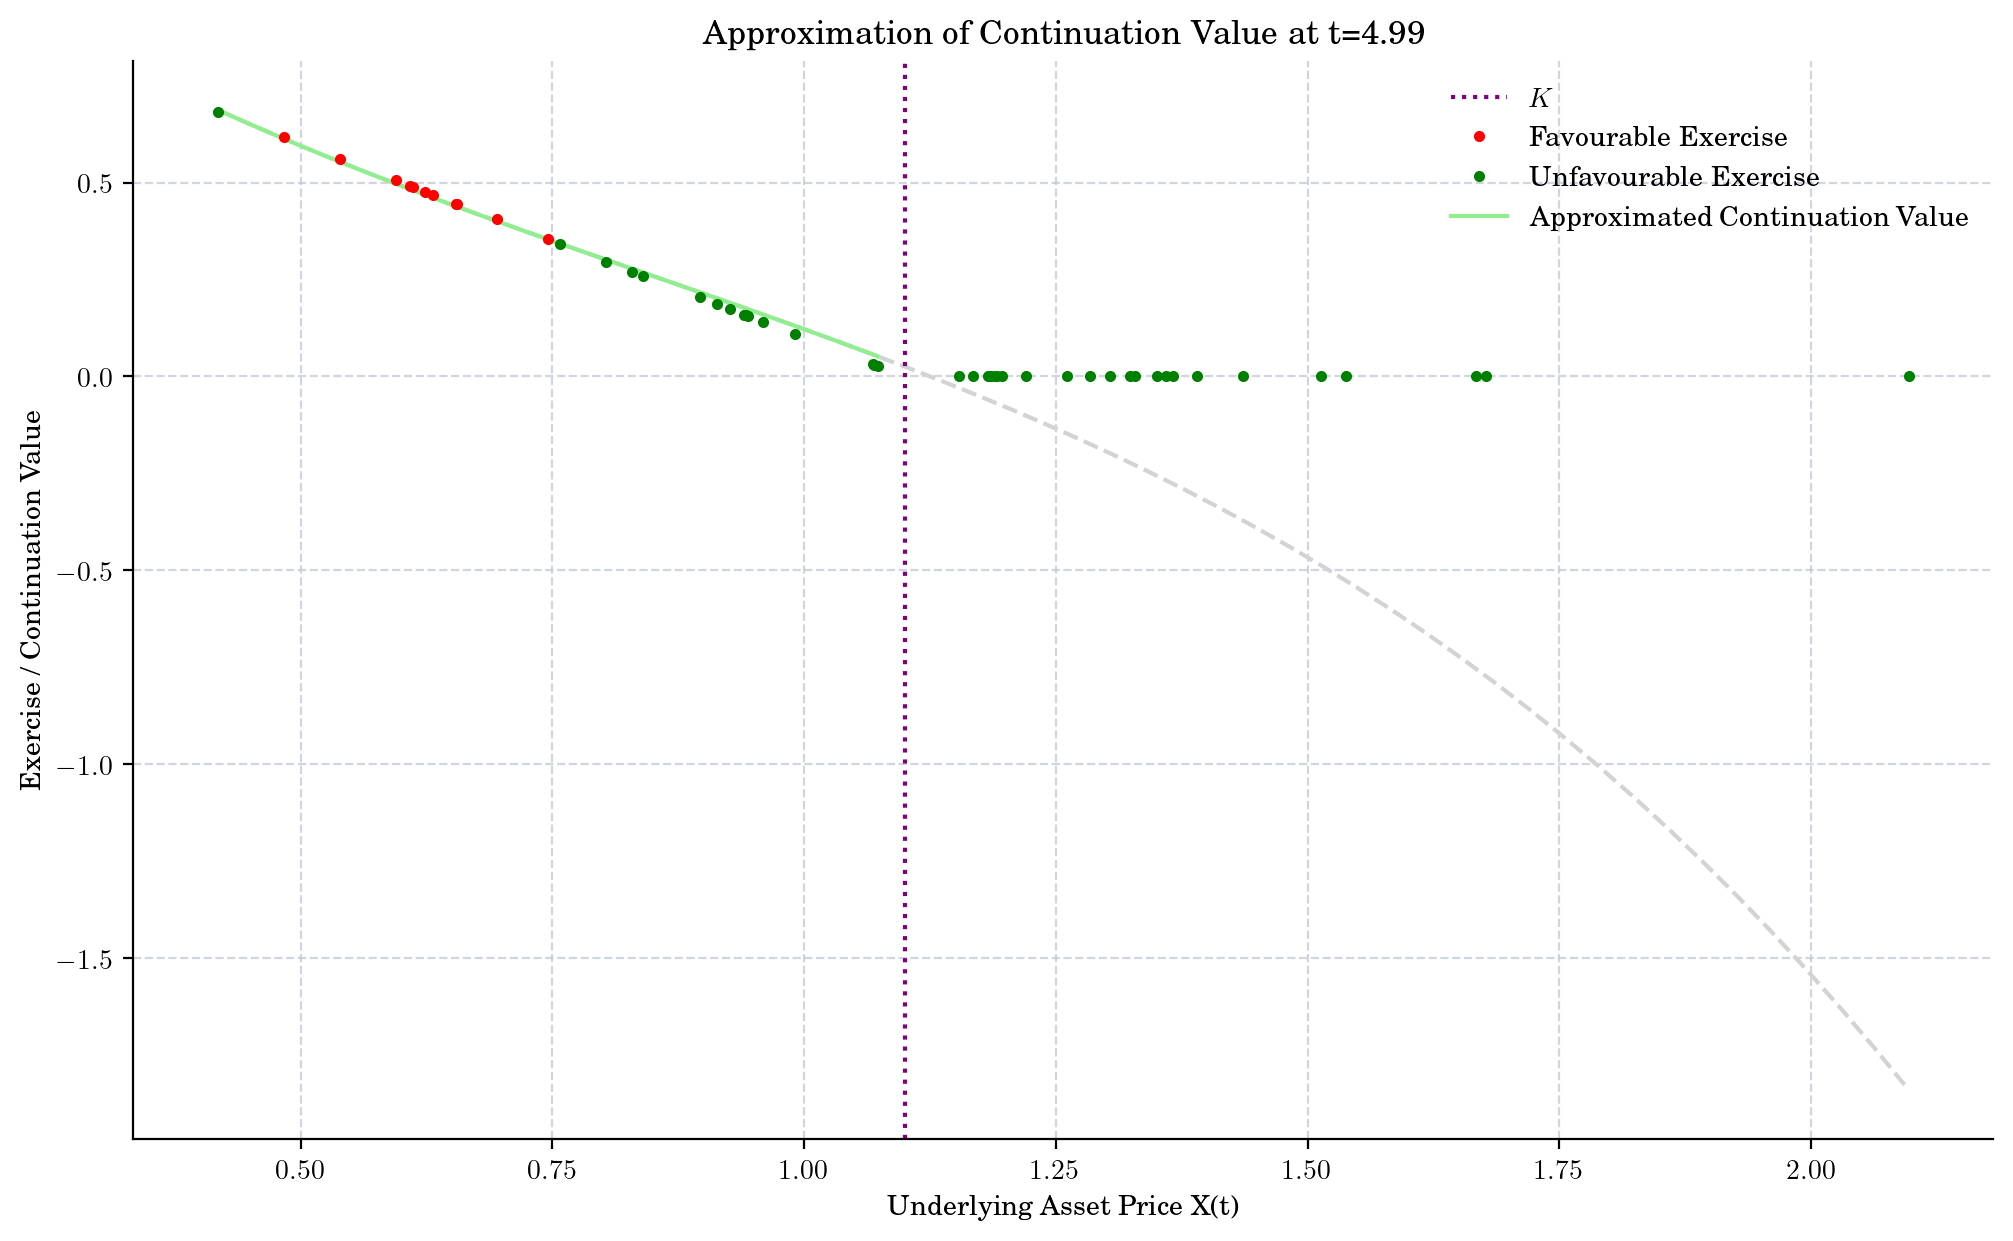 Approximation of Continuation Value at t=4.99
K
Favourable Exercise
Unfavourable Exercise
Approximated Continuation Value
Exercise / Continuation Value
0.5
0.0
−0.5
−1.0
−1.5
0.50 0.75 1.00 1.25 1.50 1.75 2.00
Underlying Asset Price X(t)